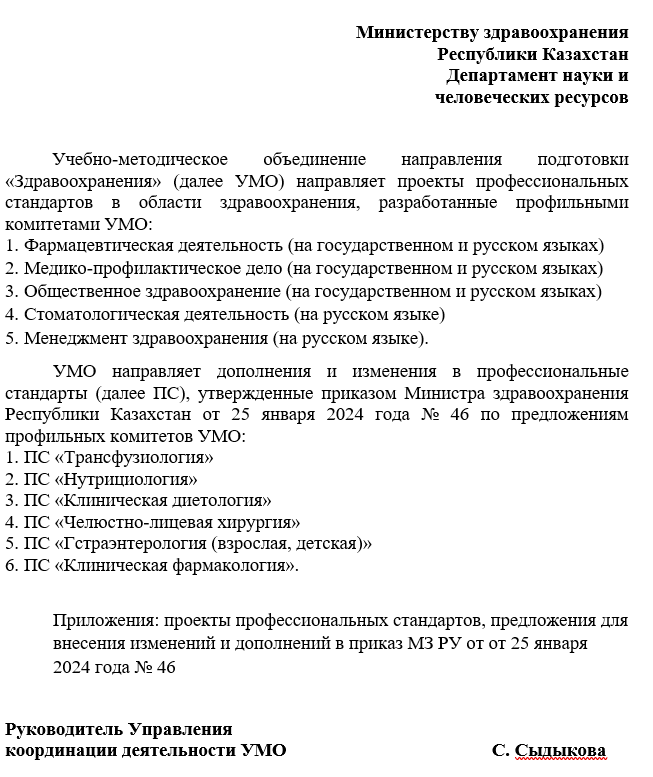 Министерству здравоохранения
Республики Казахстан
Департамент науки и
человеческих ресурсов
Учебно-методическое объединение направления подготовки
«Здравоохранения» (далее УМО) направляет проекты профессиональных
стандартов в области здравоохранения, разработанные профильными
комитетами УМО:
1. Фармацевтическая деятельность (на государственном и русском языках)
2. Медико-профилактическое дело (на государственном и русском языках)
3. Общественное здравоохранение (на государственном и русском языках)
4. Стоматологическая деятельность (на русском языке)
5. Менеджмент здравоохранения (на русском языке).
УМО направляет дополнения и изменения в профессиональные
стандарты (далее ПС), утвержденные приказом Министра здравоохранения
Республики Казахстан от 25 января 2024 года № 46 по предложениям
профильных комитетов УМО:
1. ПС «Трансфузиология»
2. ПС «Нутрициология»
3. ПС «Клиническая диетология»
4. ПС «Челюстно-лицевая хирургия»
5. ПС «Гстраэнтерология (взрослая, детская)»
6. ПС «Клиническая фармакология».
Приложения: проекты профессиональных стандартов, предложения для
внесения изменений и дополнений в приказ МЗ РУ от от 25 января
2024 года № 46
Руководитель Управления
координации деятельности УМО С. Сыдыкова